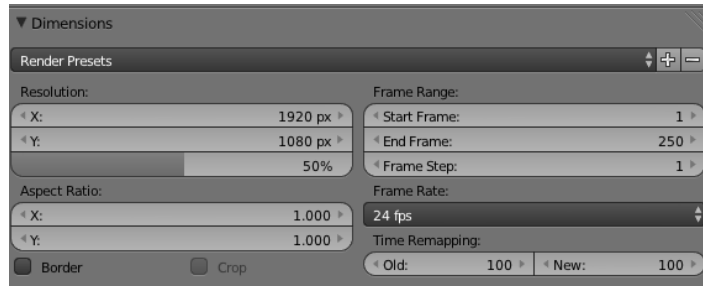 Dimensions
Render Presets
Resolution:
X: 1920 px
Y: 1080 px
50%
Aspect Ratio:
X: 1.000
Y: 1.000
Border Crop
Frame Range:
Start Frame: 1
End Frame: 250
Frame Step: 1
Frame Rate:
24 fps
Time Remapping:
Old: 100 New: 100